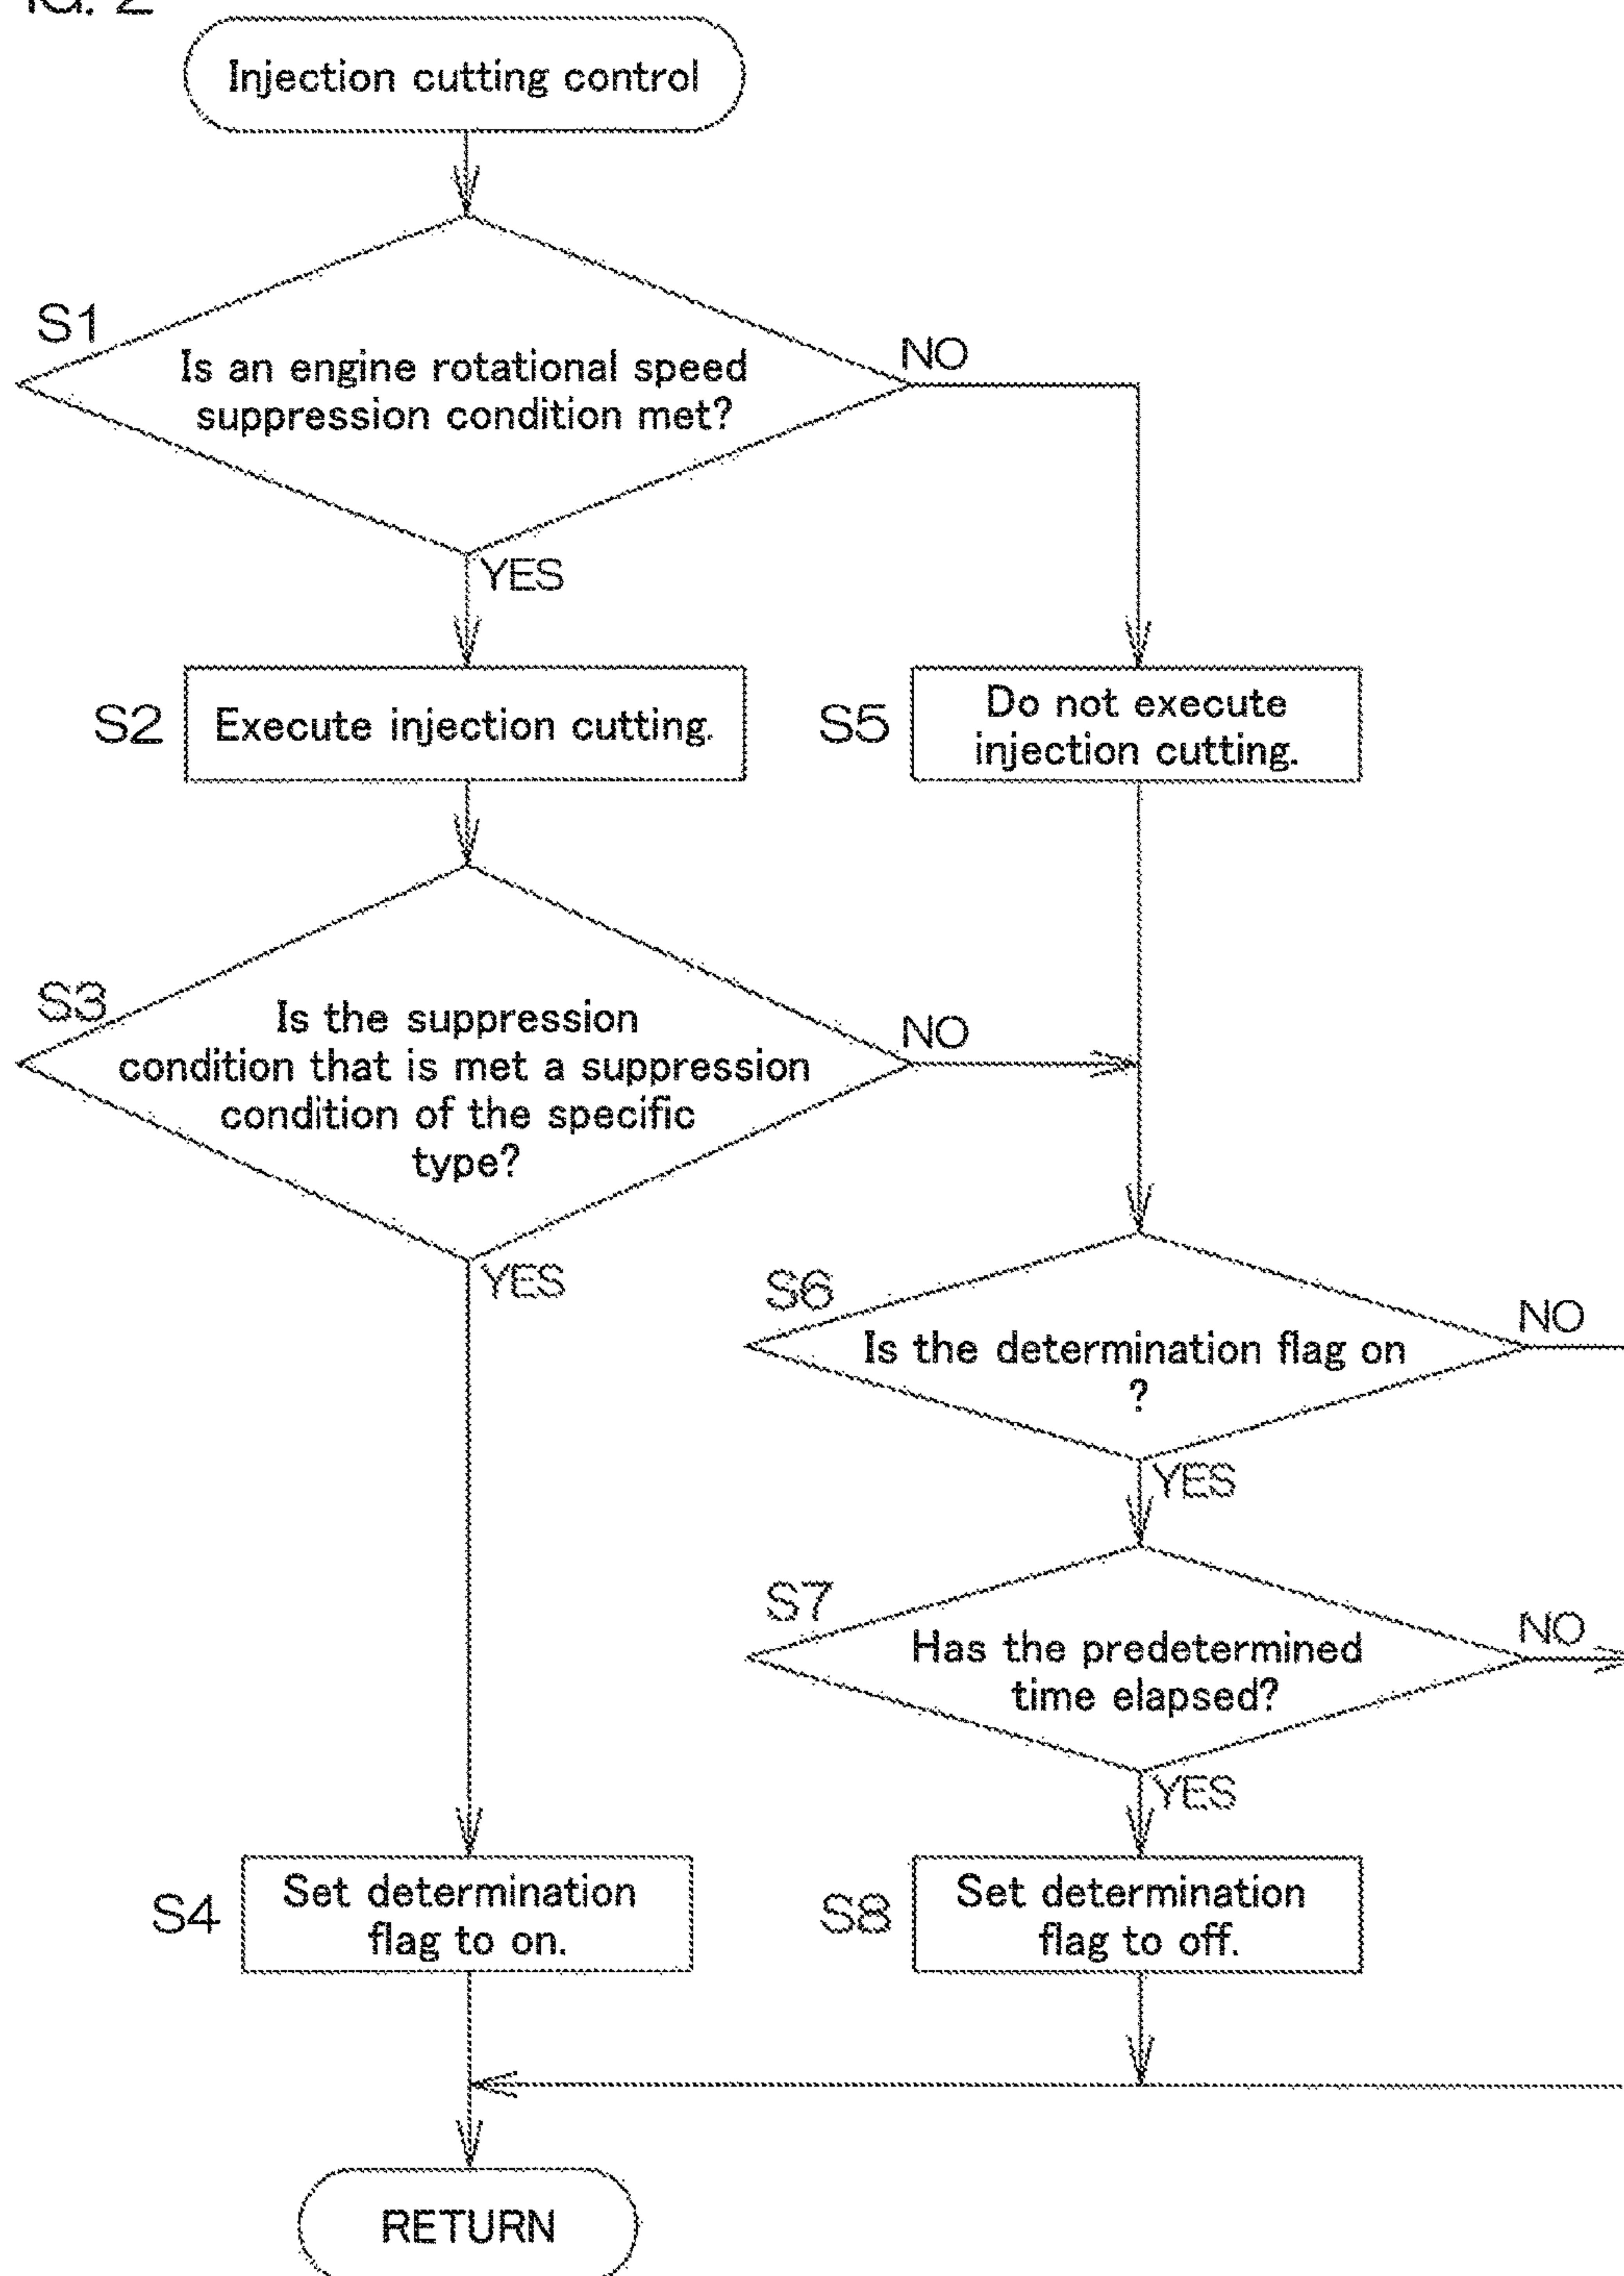 FIG. 2
Injection cutting control
S1
Is an engine rotational speed
suppression condition met?
NO
YES
S2
Execute injection cutting.
S5
Do not execute
injection cutting.
S3
Is the suppression
condition that is met a suppression
condition of the specific
type?
NO
YES
S6
Is the determination flag on
?
NO
YES
S7
Has the predetermined
time elapsed?
NO
YES
S4
Set determination
flag to on.
S8
Set determination
flag to off.
RETURN